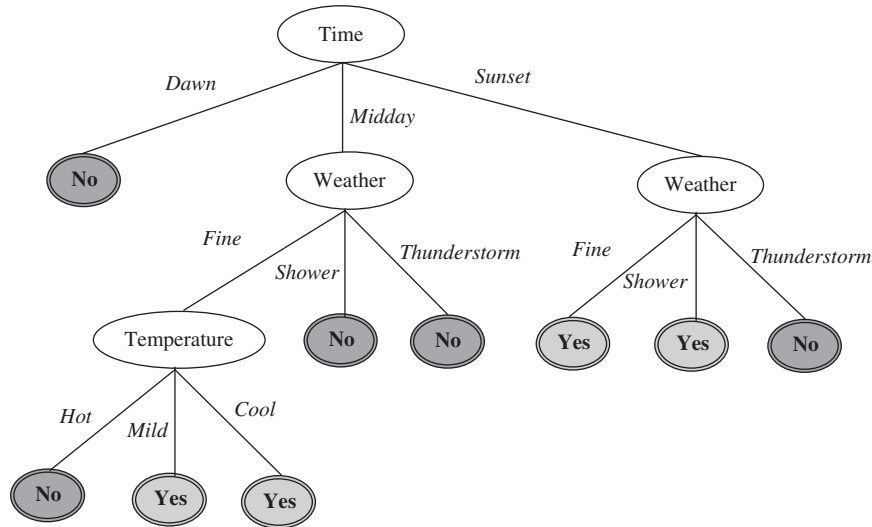 Time
Dawn
Sunset
Midday
No
Weather
Weather
Fine
Shower
Thunderstorm
Fine
Shower
Thunderstorm
Temperature
No
No
Yes
Yes
No
Hot
Mild
Cool
No
Yes
Yes